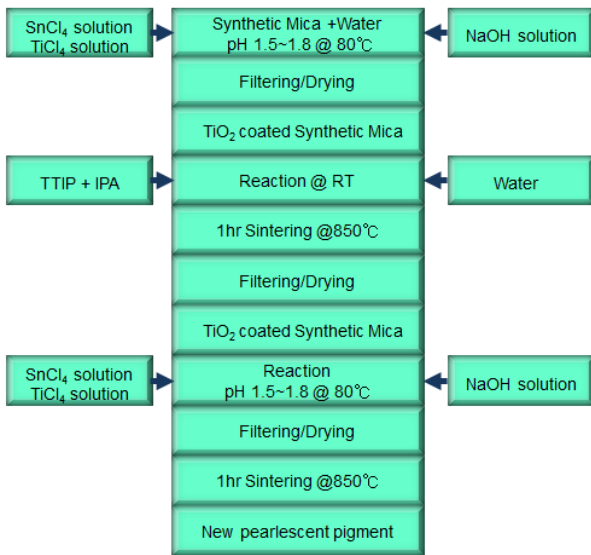 SnCl₄ solution
TiCl₄ solution
Synthetic Mica +Water
pH 1.5~1.8 @ 80℃
NaOH solution
Filtering/Drying
TiO₂ coated Synthetic Mica
TTIP + IPA
Reaction @ RT
Water
1hr Sintering @850℃
Filtering/Drying
TiO₂ coated Synthetic Mica
SnCl₄ solution
TiCl₄ solution
Reaction
pH 1.5~1.8 @ 80℃
NaOH solution
Filtering/Drying
1hr Sintering @850℃
New pearlescent pigment